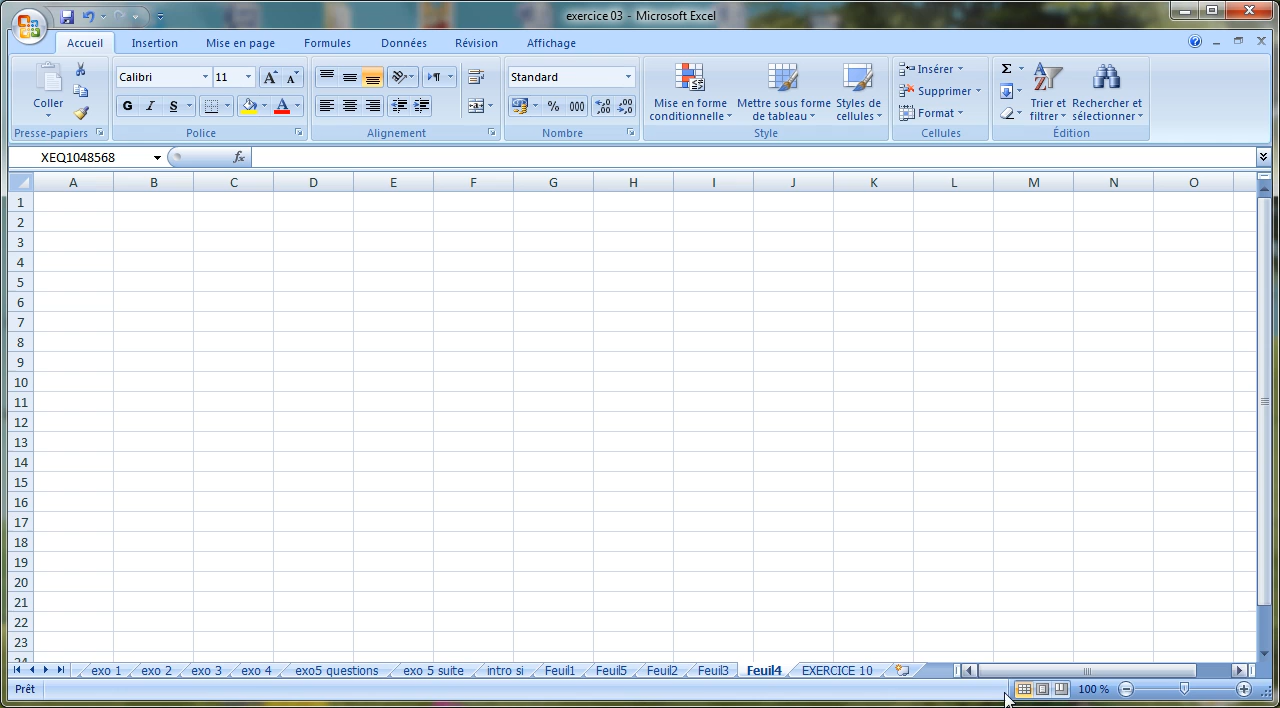 exercice 03 - Microsoft Excel
Accueil Insertion Mise en page Formules Données Révision Affichage
Calibri 11 Standard
Coller
G I S
% 000
Mise en forme conditionnelle
Mettre sous forme de tableau
Styles de cellules
Insérer
Supprimer
Format
Σ
Trier et filtrer
Rechercher et sélectionner
Presse-papiers Police Alignement Nombre Style Cellules Édition
XEQ1048568 fx
A B C D E F G H I J K L M N O
1
2
3
4
5
6
7
8
9
10
11
12
13
14
15
16
17
18
19
20
21
22
23
24
exo 1 exo 2 exo 3 exo 4 exo5 questions exo 5 suite intro si Feuil1 Feuil5 Feuil2 Feuil3 Feuil4 EXERCICE 10
Prêt 100 %